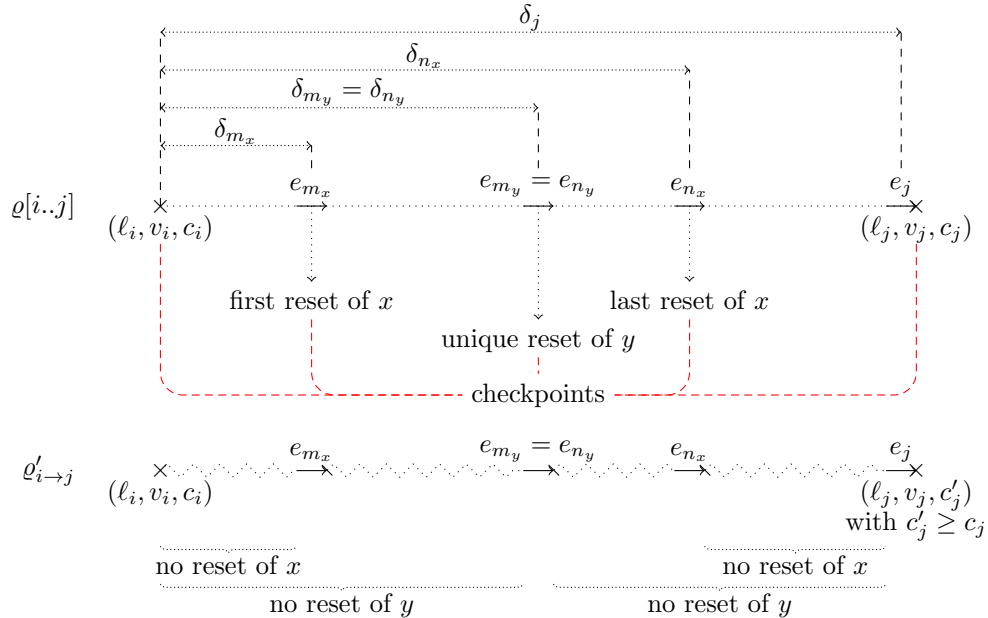 δ_j
δ_{n_x}
δ_{m_y} = δ_{n_y}
δ_{m_x}
e_{m_x} e_{m_y} = e_{n_y} e_{n_x} e_j
ϱ[i..j]
(ℓ_i, v_i, c_i) (ℓ_j, v_j, c_j)
first reset of x last reset of x
unique reset of y
checkpoints
e_{m_x} e_{m_y} = e_{n_y} e_{n_x} e_j
ϱ′_{i→j}
(ℓ_i, v_i, c_i) (ℓ_j, v_j, c′_j)
with c′_j ≥ c_j
no reset of x no reset of x
no reset of y no reset of y